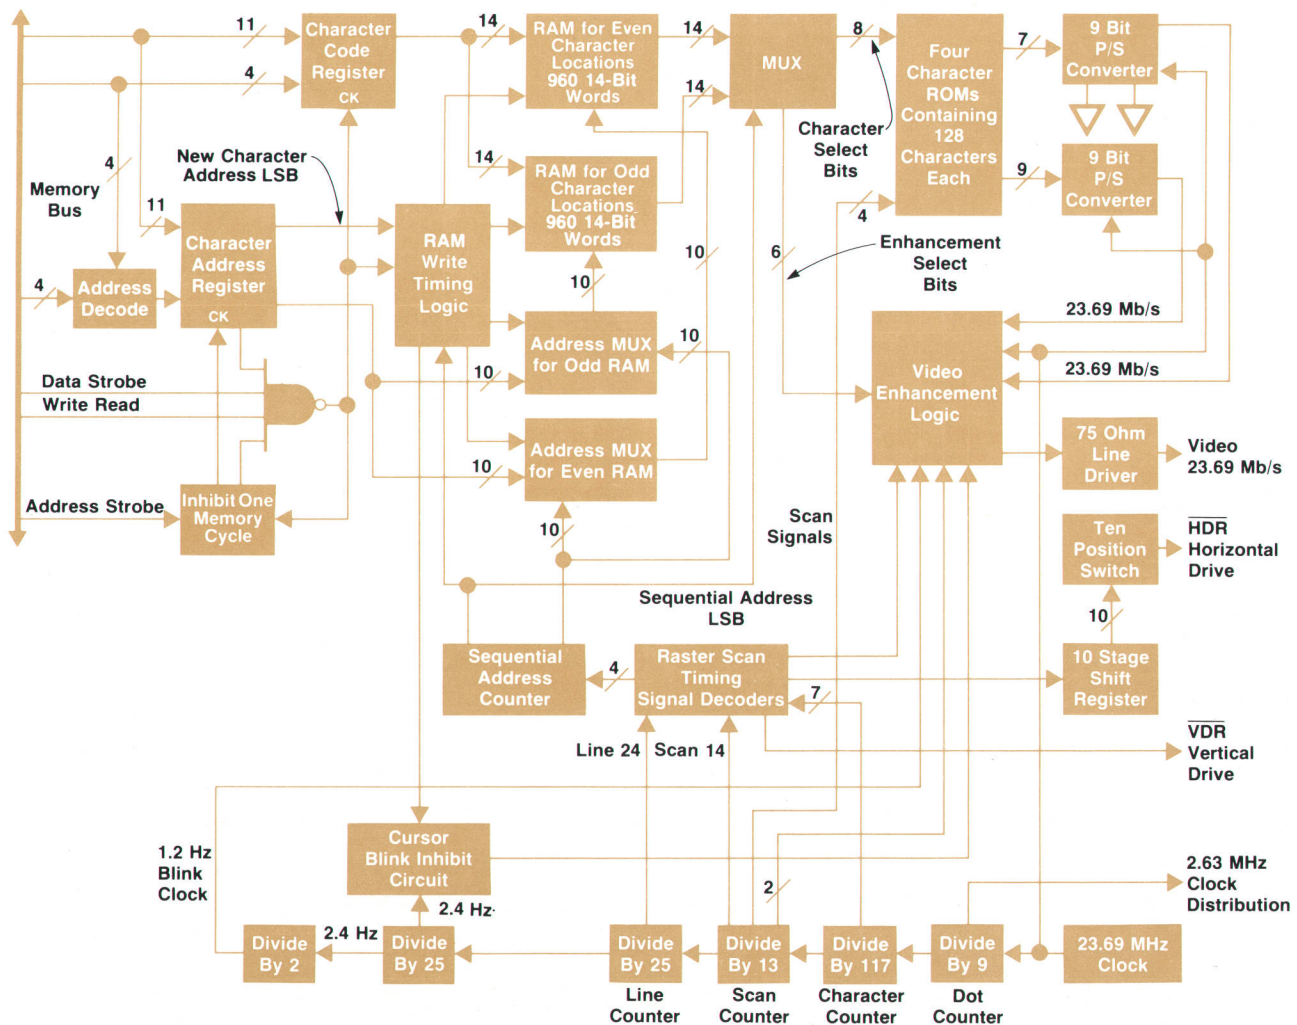 11
4
Character
Code
Register
CK
14
RAM for Even
Character
Locations
960 14-Bit
Words
14
14
MUX
8
Character
Select
Bits
Four
Character
ROMs
Containing
128
Characters
Each
7
9
4
9 Bit
P/S
Converter
9 Bit
P/S
Converter
4
Memory
Bus
11
New Character
Address LSB
14
RAM for Odd
Character
Locations
960 14-Bit
Words
Character
Address
Register
CK
4
Address
Decode
RAM
Write
Timing
Logic
10
10
10
10
10
10
Address MUX
for Odd RAM
Address MUX
for Even RAM
6
Enhancement
Select
Bits
Video
Enhancement
Logic
23.69 Mb/s
23.69 Mb/s
Data Strobe
Write Read
Address Strobe
Inhibit One
Memory
Cycle
75 Ohm
Line
Driver
Video
23.69 Mb/s
Scan
Signals
Ten
Position
Switch
HDR
Horizontal
Drive
10
10 Stage
Shift
Register
Sequential Address
LSB
Sequential
Address
Counter
4
Raster Scan
Timing
Signal Decoders
7
VDR
Vertical
Drive
Line 24
Scan 14
1.2 Hz
Blink
Clock
Cursor
Blink Inhibit
Circuit
2.4 Hz
2
2.63 MHz
Clock
Distribution
Divide
By 2
2.4 Hz
Divide
By 25
Divide
By 25
Divide
By 13
Divide
By 117
Divide
By 9
23.69 MHz
Clock
Line
Counter
Scan
Counter
Character
Counter
Dot
Counter